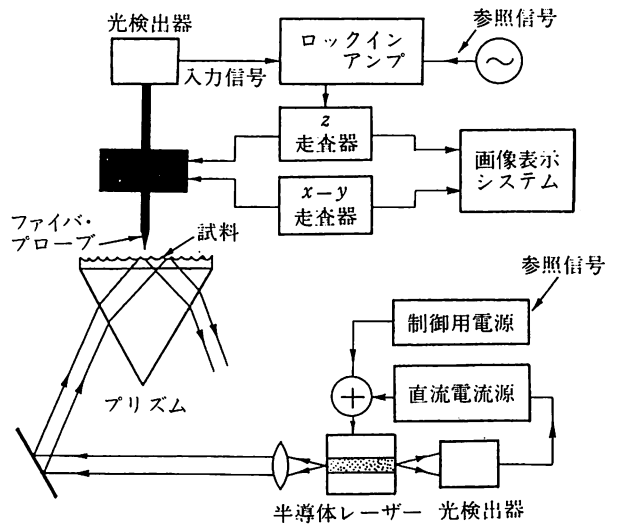 光検出器
ロックイン
アンプ
参照信号
入力信号
z
走査器
x−y
走査器
画像表示
システム
ファイバ・
プローブ
試料
プリズム
参照信号
制御用電源
直流電流源
半導体レーザー
光検出器